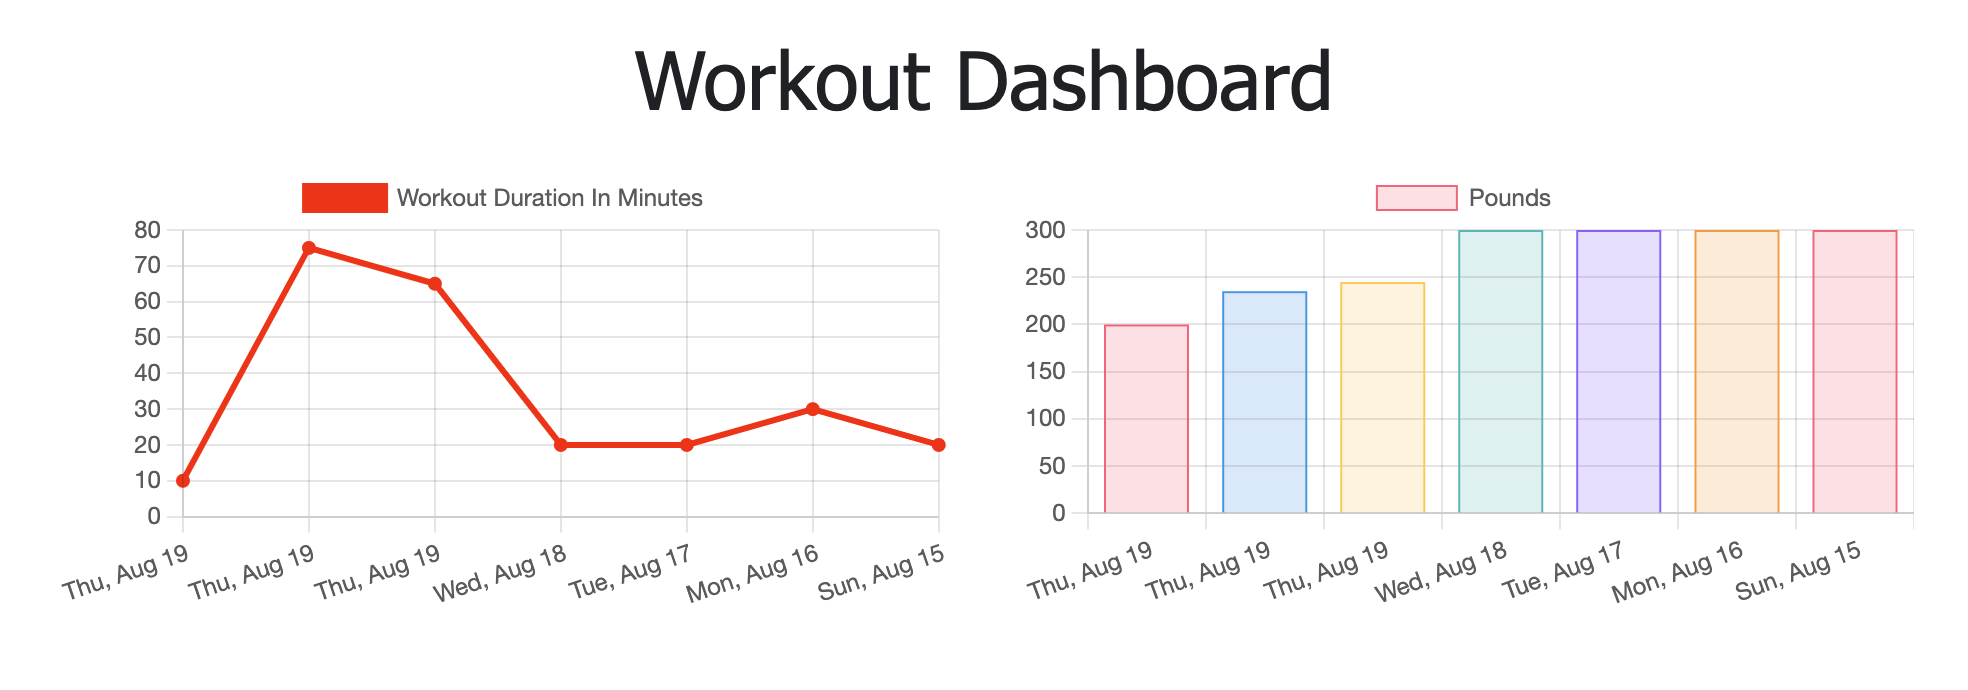 Workout Dashboard
Workout Duration In Minutes
80
70
60
50
40
30
20
10
0
Thu, Aug 19
Thu, Aug 19
Thu, Aug 19
Wed, Aug 18
Tue, Aug 17
Mon, Aug 16
Sun, Aug 15
Pounds
300
250
200
150
100
50
0
Thu, Aug 19
Thu, Aug 19
Thu, Aug 19
Wed, Aug 18
Tue, Aug 17
Mon, Aug 16
Sun, Aug 15